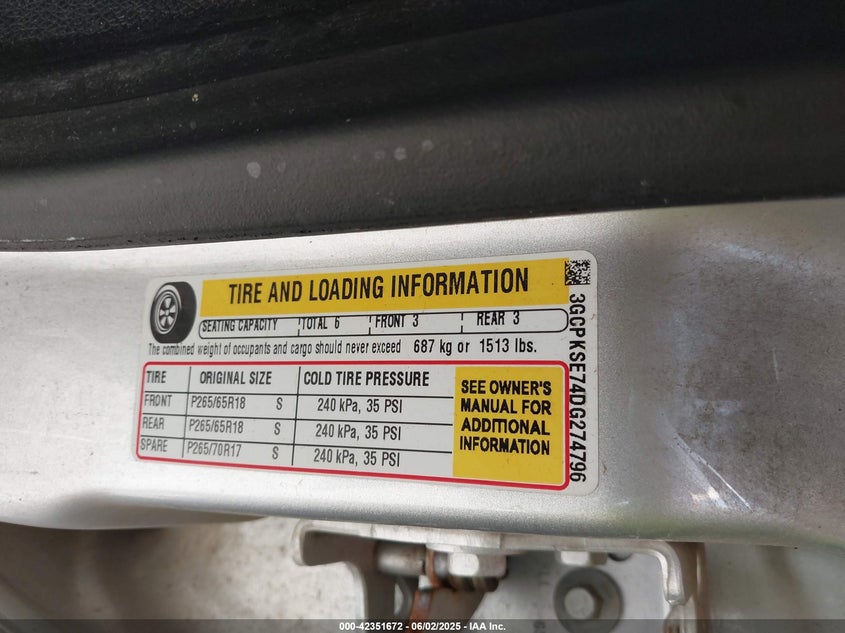 TIRE AND LOADING INFORMATION
SEATING CAPACITY TOTAL 6 FRONT 3 REAR 3
The combined weight of occupants and cargo should never exceed 687 kg or 1513 lbs.
TIRE ORIGINAL SIZE COLD TIRE PRESSURE
FRONT P265/65R18 S 240 kPa, 35 PSI
REAR P265/65R18 S 240 kPa, 35 PSI
SPARE P265/70R17 S 240 kPa, 35 PSI
SEE OWNER'S
MANUAL FOR
ADDITIONAL
INFORMATION
3GCPKSE74DG274796
000-42351672 - 06/02/2025 - IAA Inc.